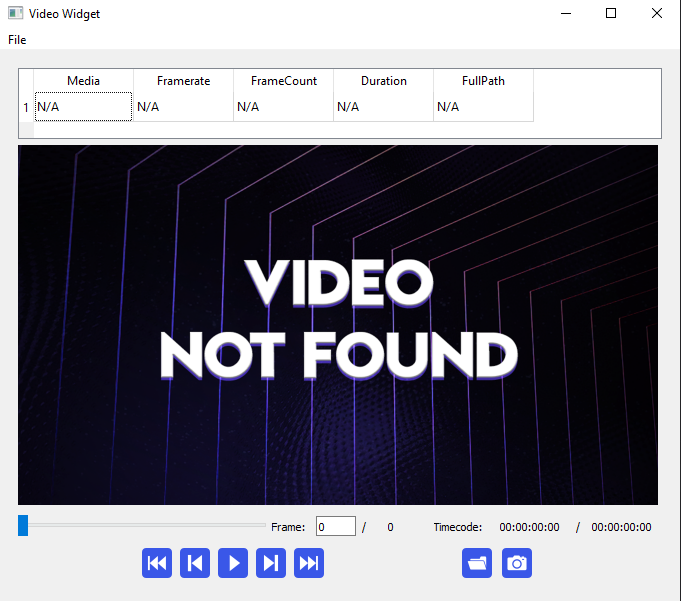 Video Widget
File
Media Framerate FrameCount Duration FullPath
1 N/A N/A N/A N/A N/A
VIDEO
NOT FOUND
Frame: 0 / 0 Timecode: 00:00:00:00 / 00:00:00:00